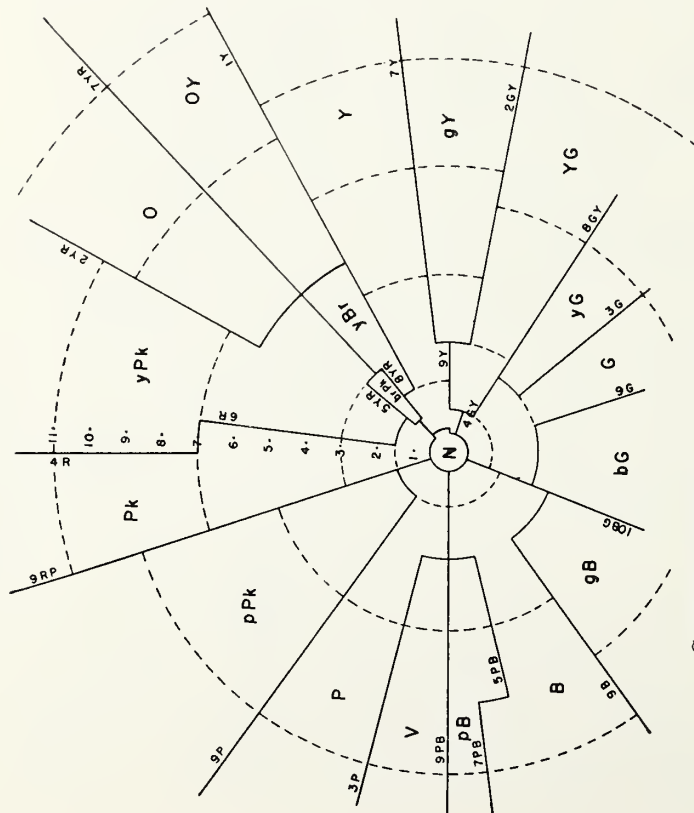 4R
2YR
7YR
1Y
7Y
2GY
8GY
3G
9G
10BG
9B
7PB
5PB
9PB
3P
9P
9RP
6R
5YR
8YR
9Y
4GY
Pk
yPk
O
OY
Y
gY
YG
yG
G
bG
gB
B
pB
V
P
pPk
yBr
brPk
N
11-
10-
9-
8-
7-
6-
5-
4-
3-
2-
1-